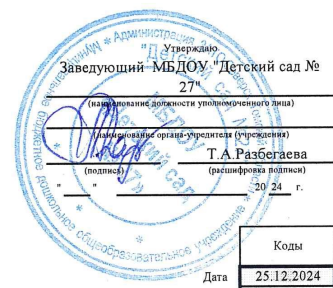 Утверждаю
Заведующий МБДОУ "Детский сад №
27"
(наименование должности уполномоченного лица)
(наименование органа-учредителя (учреждения)
Т.А.Разбегаева
(подпись) (расшифровка подписи)
" " 20 24 г.
Коды
Дата 25.12.2024